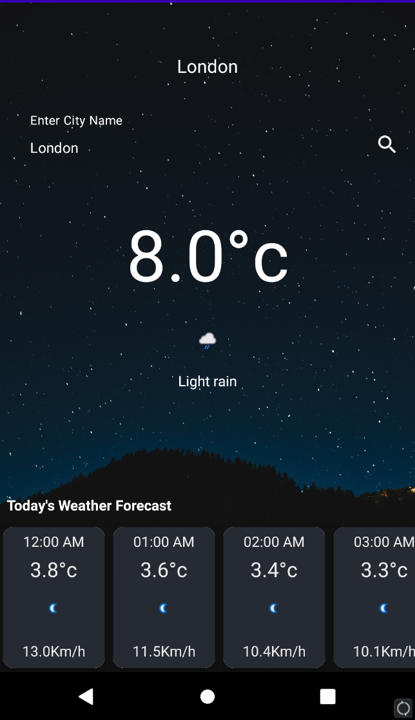 London
Enter City Name
London
8.0°c
Light rain
Today's Weather Forecast
12:00 AM 01:00 AM 02:00 AM 03:00 AM
3.8°c 3.6°c 3.4°c 3.3°c
13.0Km/h 11.5Km/h 10.4Km/h 10.1Km/h